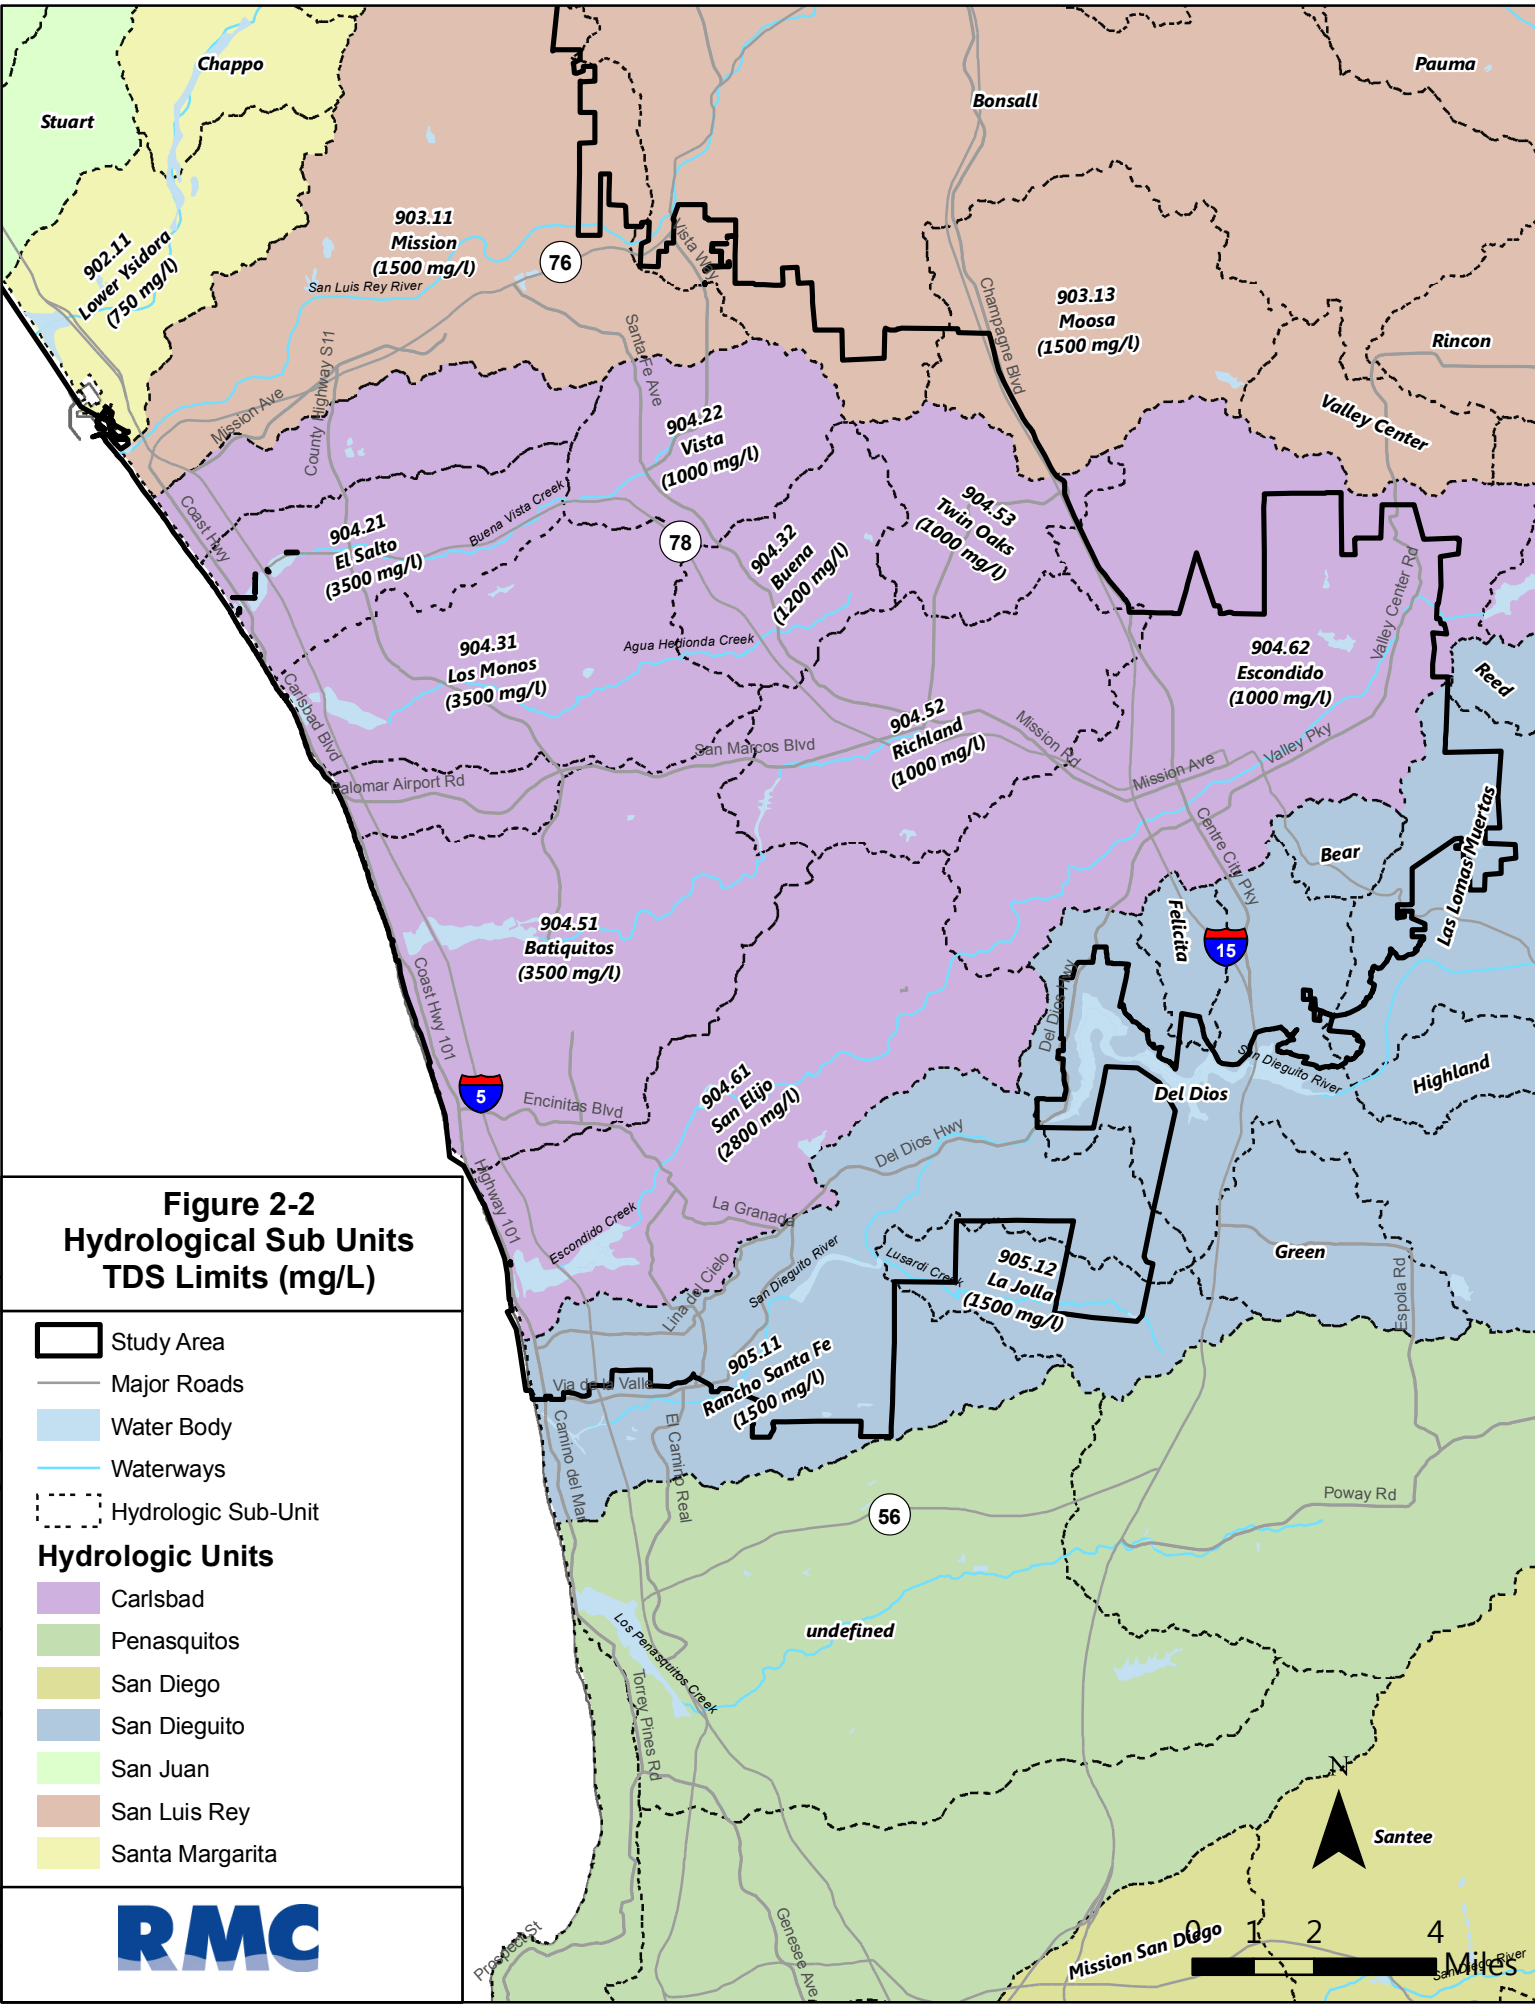 Chappo
Pauma
Stuart
Bonsall
902.11
Lower Ysidora
(750 mg/l)
903.11
Mission
(1500 mg/l)
76
Vista Way
San Luis Rey River
Champagne Blvd
903.13
Moosa
(1500 mg/l)
Rincon
County Highway S11
Santa Fe Ave
Mission Ave
Valley Center
904.22
Vista
(1000 mg/l)
Coast Hwy
904.21
El Salto
(3500 mg/l)
Buena Vista Creek
78
904.32
Buena
(1200 mg/l)
904.53
Twin Oaks
(1000 mg/l)
Valley Center Rd
904.31
Los Monos
(3500 mg/l)
Agua Hedionda Creek
904.62
Escondido
(1000 mg/l)
Reed
Carlsbad Blvd
904.52
Richland
(1000 mg/l)
Mission Rd
San Marcos Blvd
Palomar Airport Rd
Mission Ave
Valley Pky
Centre City Pky
Bear
Las Lomas Muertas
904.51
Batiquitos
(3500 mg/l)
Felicita
15
Coast Hwy 101
Del Dios Hwy
San Dieguito River
Highland
Del Dios
5
Encinitas Blvd
904.61
San Elijo
(2800 mg/l)
Del Dios Hwy
Highway 101
La Granada
Escondido Creek
Lina del Cielo
San Dieguito River
Lusardi Creek
905.12
La Jolla
(1500 mg/l)
Green
Espola Rd
905.11
Rancho Santa Fe
(1500 mg/l)
Via de la Valle
Camino del Mar
El Camino Real
56
Poway Rd
undefined
Los Penasquitos Creek
Torrey Pines Rd
Genesee Ave
Prospect St
Santee
Mission San Diego
San Diego River
N
0 1 2 4
Miles
Figure 2-2
Hydrological Sub Units
TDS Limits (mg/L)
Study Area
Major Roads
Water Body
Waterways
Hydrologic Sub-Unit
Hydrologic Units
Carlsbad
Penasquitos
San Diego
San Dieguito
San Juan
San Luis Rey
Santa Margarita
RMC